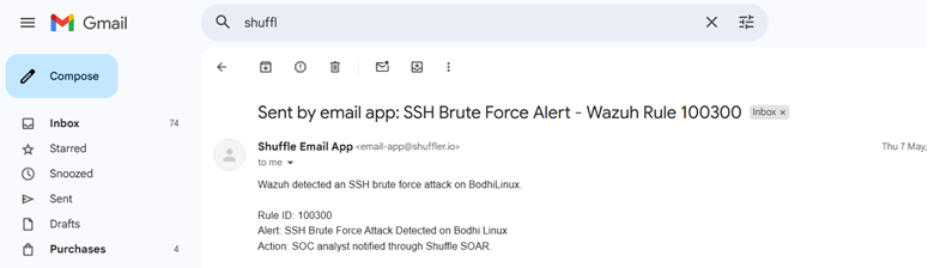 Gmail
shuffl
Compose
Inbox 74
Starred
Snoozed
Sent
Drafts
Purchases 4
Sent by email app: SSH Brute Force Alert - Wazuh Rule 100300 Inbox ×
Shuffle Email App <email-app@shuffler.io> Thu 7 May,
to me
Wazuh detected an SSH brute force attack on BodhiLinux.
Rule ID: 100300
Alert: SSH Brute Force Attack Detected on Bodhi Linux
Action: SOC analyst notified through Shuffle SOAR.